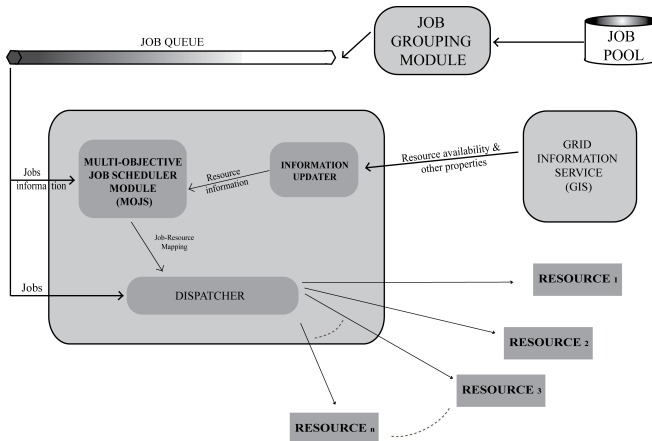 JOB QUEUE
JOB
GROUPING
MODULE
JOB
POOL
MULTI-OBJECTIVE
JOB SCHEDULER
MODULE
(MOJS)
Resource
information
INFORMATION
UPDATER
Resource availability &
other properties
GRID
INFORMATION
SERVICE
(GIS)
Jobs
information
Job-Resource
Mapping
Jobs
DISPATCHER
RESOURCE 1
RESOURCE 2
RESOURCE 3
RESOURCE n